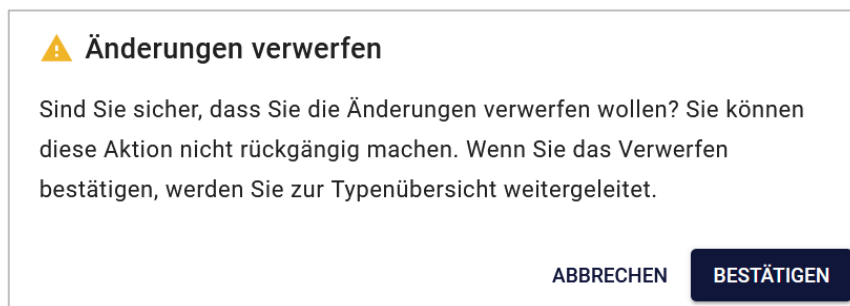 Änderungen verwerfen
Sind Sie sicher, dass Sie die Änderungen verwerfen wollen? Sie können
diese Aktion nicht rückgängig machen. Wenn Sie das Verwerfen
bestätigen, werden Sie zur Typenübersicht weitergeleitet.
ABBRECHEN BESTÄTIGEN